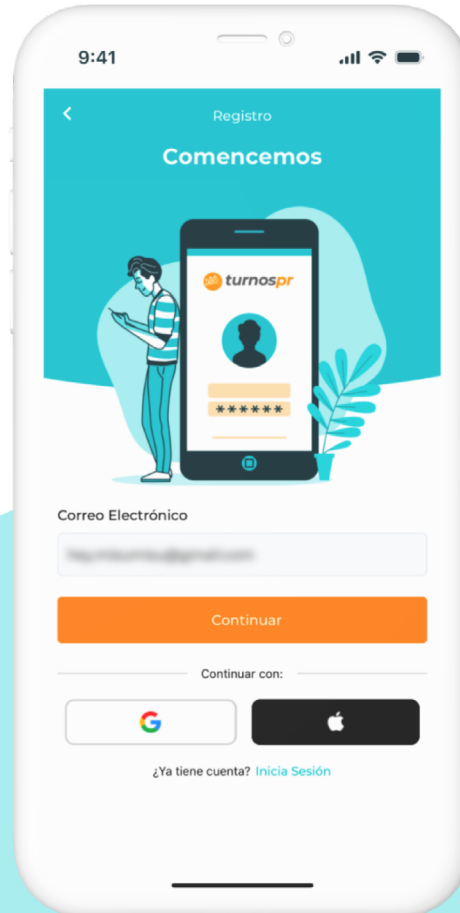 9:41
Registro
Comencemos
turnospr
******
Correo Electrónico
Continuar
Continuar con:
¿Ya tiene cuenta? Inicia Sesión